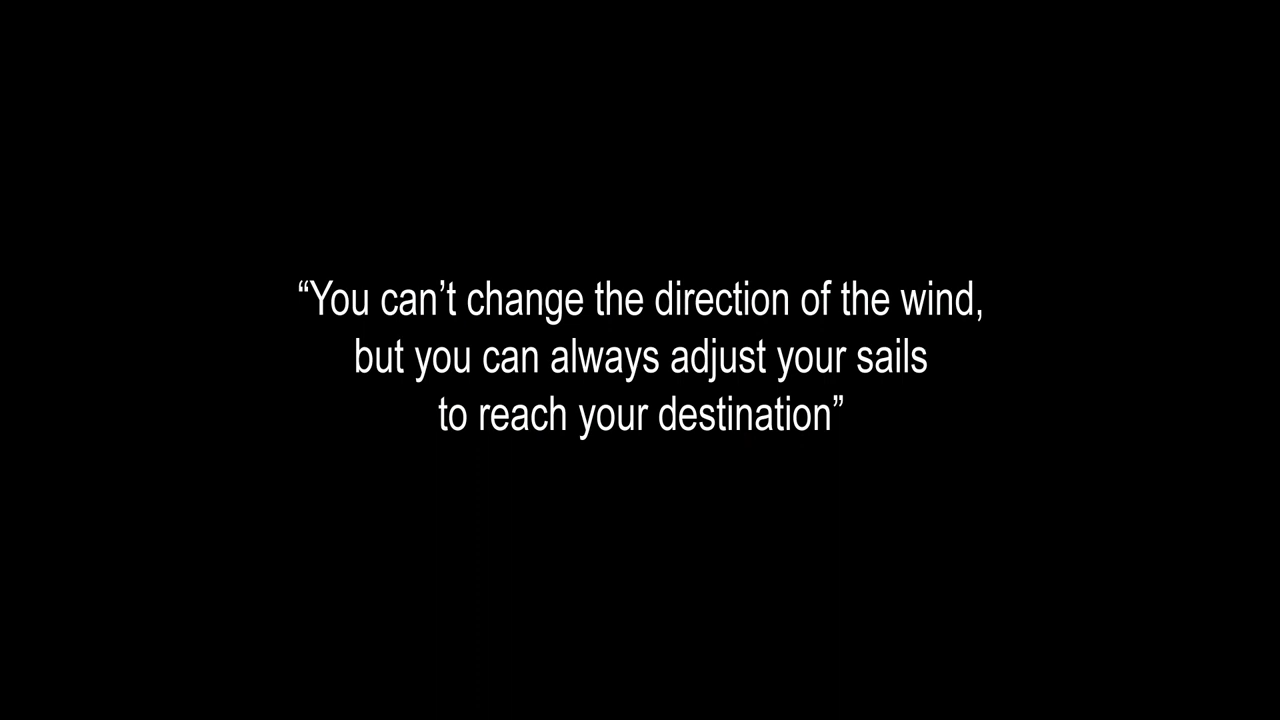 “You can’t change the direction of the wind,
but you can always adjust your sails
to reach your destination”